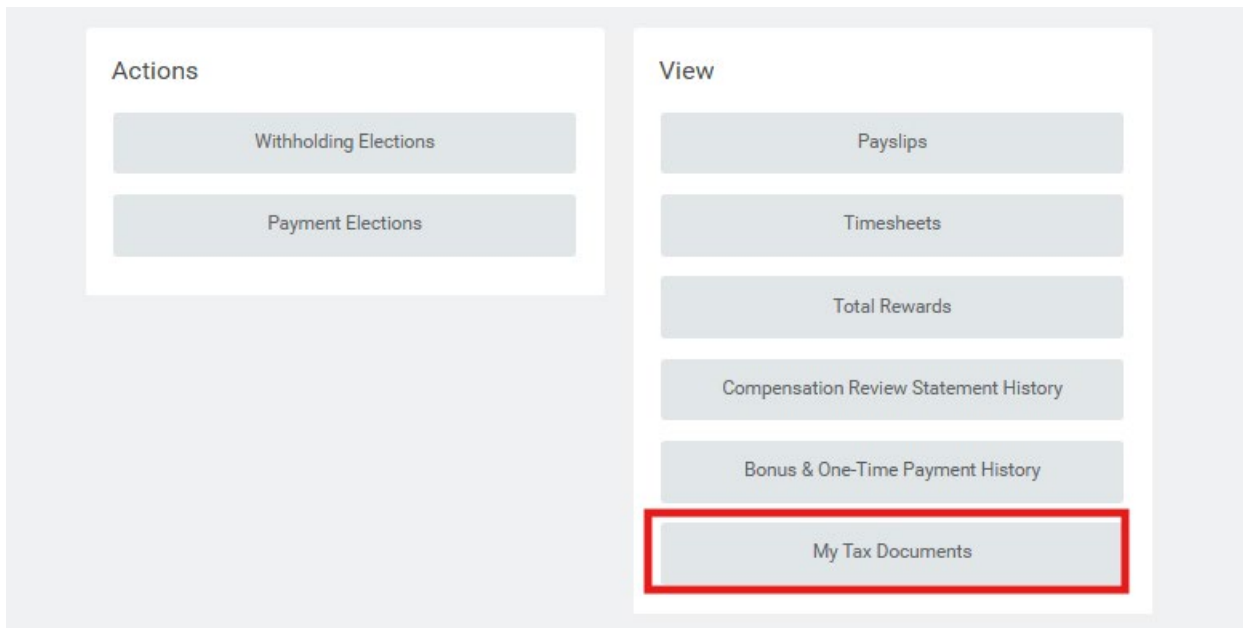 Actions
Withholding Elections
Payment Elections
View
Payslips
Timesheets
Total Rewards
Compensation Review Statement History
Bonus & One-Time Payment History
My Tax Documents